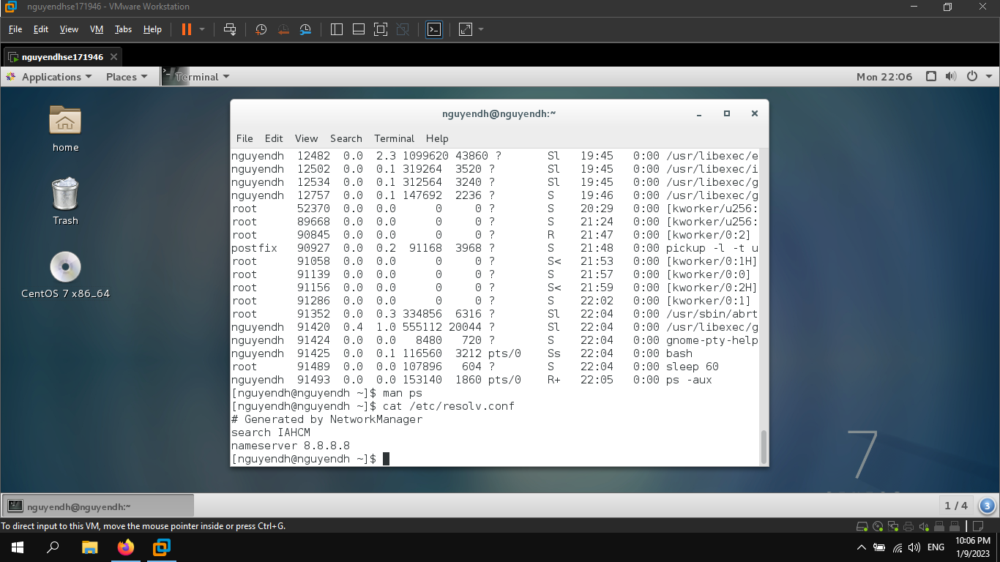 nguyendhse171946 - VMware Workstation
File Edit View VM Tabs Help
nguyendhse171946
Applications Places Terminal Mon 22:06
home
Trash
CentOS 7 x86_64
nguyendh@nguyendh:~
File Edit View Search Terminal Help
nguyendh 12482 0.0 2.3 1099620 43860 ? Sl 19:45 0:00 /usr/libexec/e
nguyendh 12502 0.0 0.1 319264 3520 ? Sl 19:45 0:00 /usr/libexec/i
nguyendh 12534 0.0 0.1 312564 3240 ? Sl 19:45 0:00 /usr/libexec/g
nguyendh 12757 0.0 0.1 147692 2236 ? S 19:46 0:00 /usr/libexec/g
root 52370 0.0 0.0 0 0 ? S 20:29 0:00 [kworker/u256:
root 89668 0.0 0.0 0 0 ? S 21:24 0:00 [kworker/u256:
root 90845 0.0 0.0 0 0 ? R 21:47 0:00 [kworker/0:2]
postfix 90927 0.0 0.2 91168 3968 ? S 21:48 0:00 pickup -l -t u
root 91058 0.0 0.0 0 0 ? S< 21:53 0:00 [kworker/0:1H]
root 91139 0.0 0.0 0 0 ? S 21:57 0:00 [kworker/0:0]
root 91156 0.0 0.0 0 0 ? S< 21:59 0:00 [kworker/0:2H]
root 91286 0.0 0.0 0 0 ? S 22:02 0:00 [kworker/0:1]
root 91352 0.0 0.3 334856 6316 ? Sl 22:04 0:00 /usr/sbin/abrt
nguyendh 91420 0.4 1.0 555112 20044 ? Sl 22:04 0:00 /usr/libexec/g
nguyendh 91424 0.0 0.0 8480 720 ? S 22:04 0:00 gnome-pty-help
nguyendh 91425 0.0 0.1 116560 3212 pts/0 Ss 22:04 0:00 bash
root 91489 0.0 0.0 107896 604 ? S 22:04 0:00 sleep 60
nguyendh 91493 0.0 0.0 153140 1860 pts/0 R+ 22:05 0:00 ps -aux
[nguyendh@nguyendh ~]$ man ps
[nguyendh@nguyendh ~]$ cat /etc/resolv.conf
# Generated by NetworkManager
search IAHCM
nameserver 8.8.8.8
[nguyendh@nguyendh ~]$
7
nguyendh@nguyendh:~ 1 / 4 3
To direct input to this VM, move the mouse pointer inside or press Ctrl+G.
ENG 10:06 PM
1/9/2023